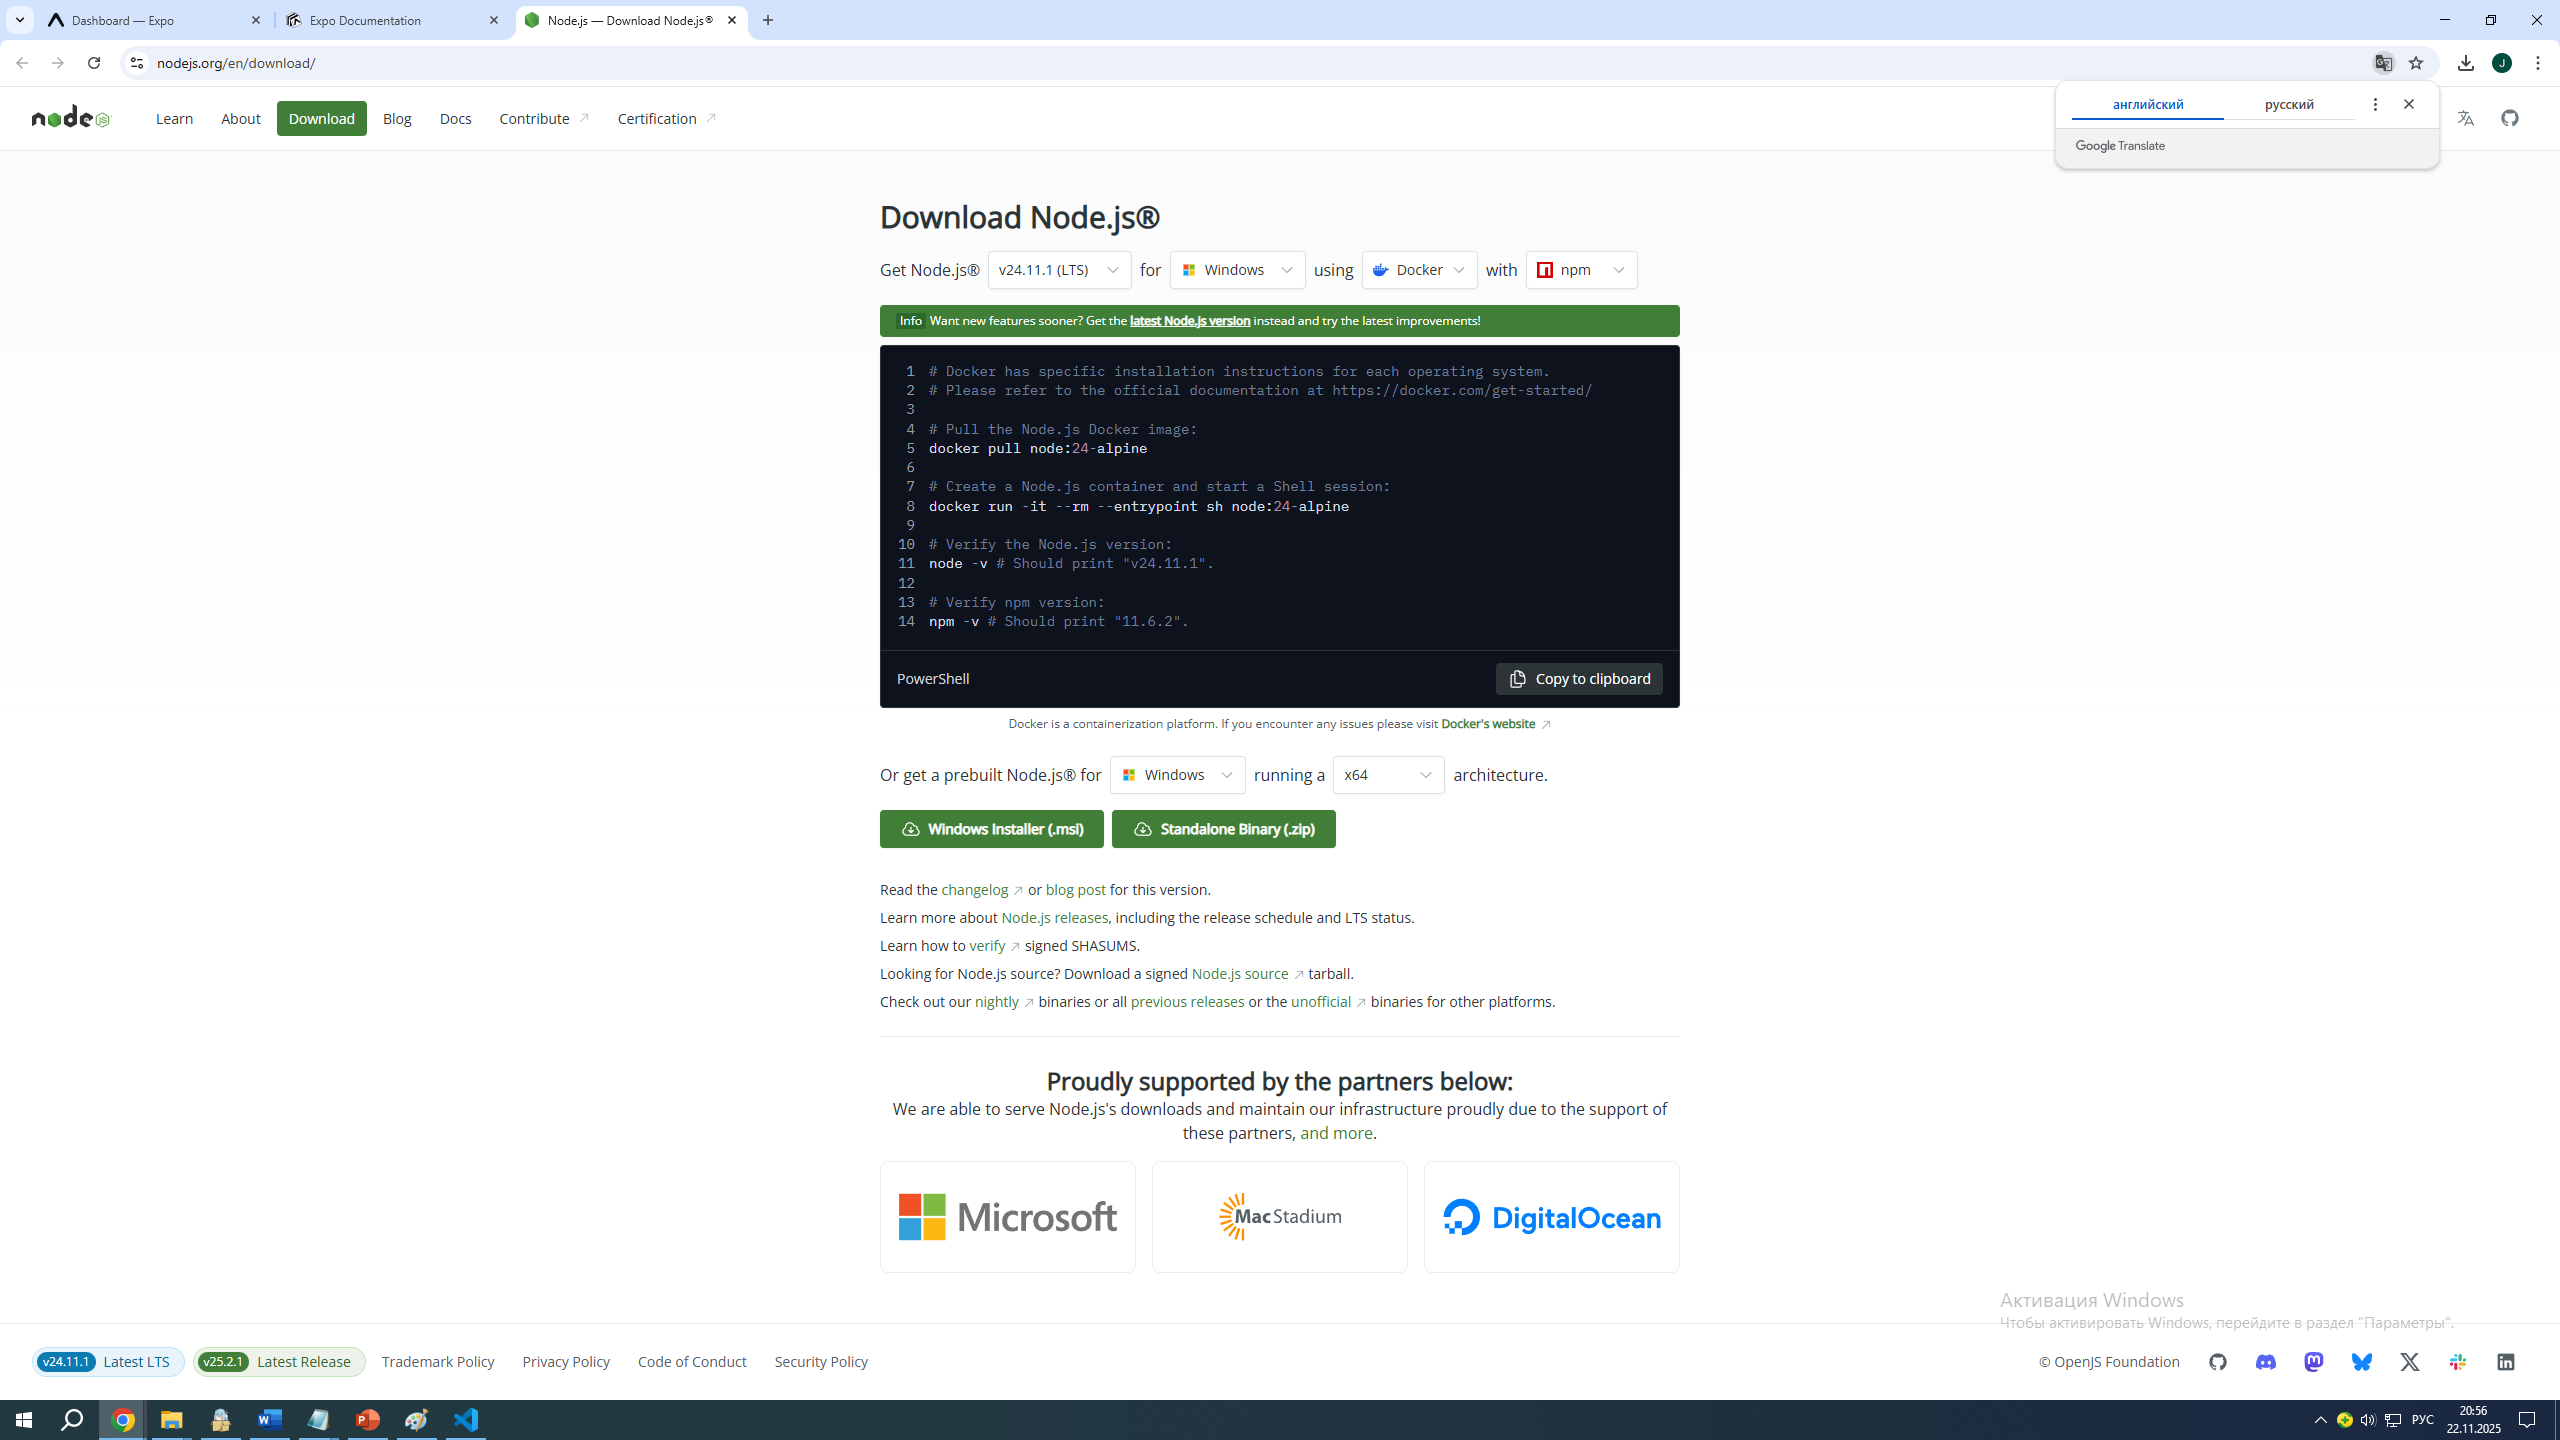 Dashboard — Expo
Expo Documentation
Node.js — Download Node.js®
nodejs.org/en/download/
J
английский русский
Google Translate
node JS
Learn About Download Blog Docs Contribute Certification
Download Node.js®
Get Node.js® v24.11.1 (LTS) for Windows using Docker with npm
Info Want new features sooner? Get the latest Node.js version instead and try the latest improvements!
1 # Docker has specific installation instructions for each operating system.
2 # Please refer to the official documentation at https://docker.com/get-started/
3
4 # Pull the Node.js Docker image:
5 docker pull node:24-alpine
6
7 # Create a Node.js container and start a Shell session:
8 docker run -it --rm --entrypoint sh node:24-alpine
9
10 # Verify the Node.js version:
11 node -v # Should print "v24.11.1".
12
13 # Verify npm version:
14 npm -v # Should print "11.6.2".
PowerShell Copy to clipboard
Docker is a containerization platform. If you encounter any issues please visit Docker's website
Or get a prebuilt Node.js® for Windows running a x64 architecture.
Windows Installer (.msi) Standalone Binary (.zip)
Read the changelog or blog post for this version.
Learn more about Node.js releases, including the release schedule and LTS status.
Learn how to verify signed SHASUMS.
Looking for Node.js source? Download a signed Node.js source tarball.
Check out our nightly binaries or all previous releases or the unofficial binaries for other platforms.
Proudly supported by the partners below:
We are able to serve Node.js's downloads and maintain our infrastructure proudly due to the support of
these partners, and more.
Microsoft MacStadium DigitalOcean
Активация Windows
Чтобы активировать Windows, перейдите в раздел "Параметры".
v24.11.1 Latest LTS v25.2.1 Latest Release Trademark Policy Privacy Policy Code of Conduct Security Policy © OpenJS Foundation
РУС
20:56
22.11.2025